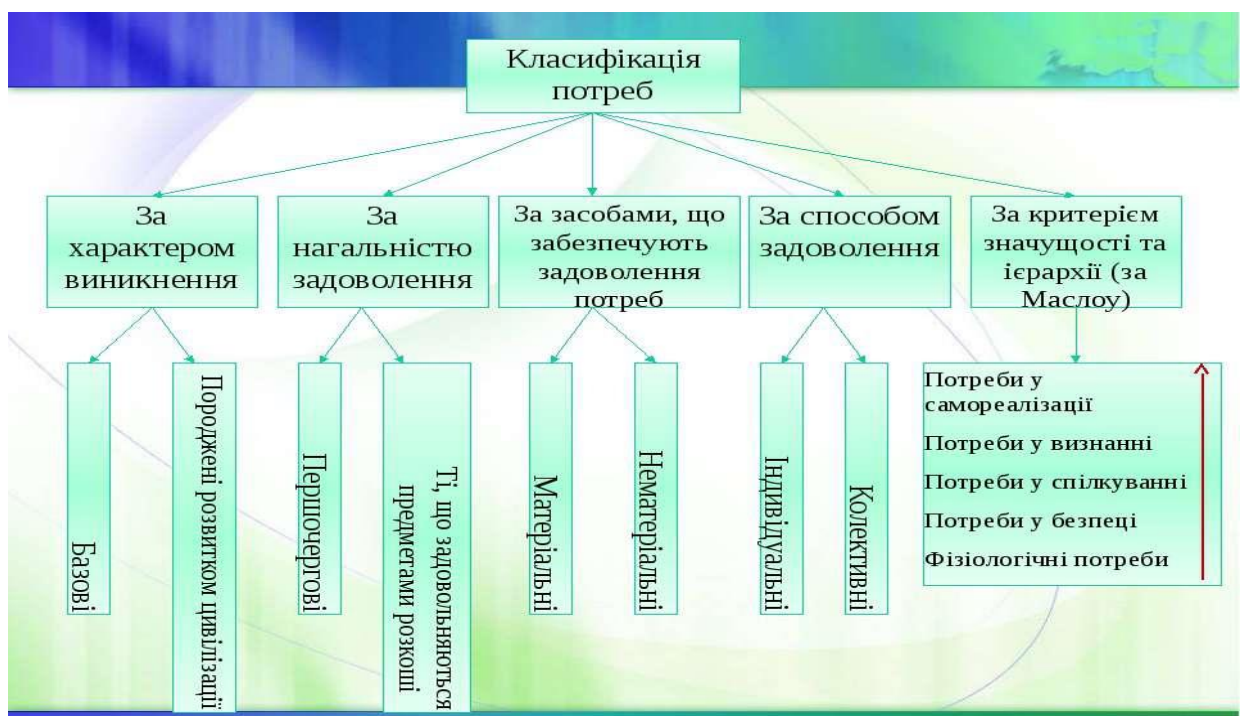 Класифікація
потреб
За
характером
виникнення
За
нагальністю
задоволення
За засобами, що
забезпечують
задоволення
потреб
За способом
задоволення
За критерієм
значущості та
ієрархії (за
Маслоу)
Базові
Породжені розвитком цивілізації
Першочергові
Ті, що задовольняються
предметами розкоші
Матеріальні
Нематеріальні
Індивідуальні
Колективні
Потреби у
самореалізації
Потреби у визнанні
Потреби у спілкуванні
Потреби у безпеці
Фізіологічні потреби